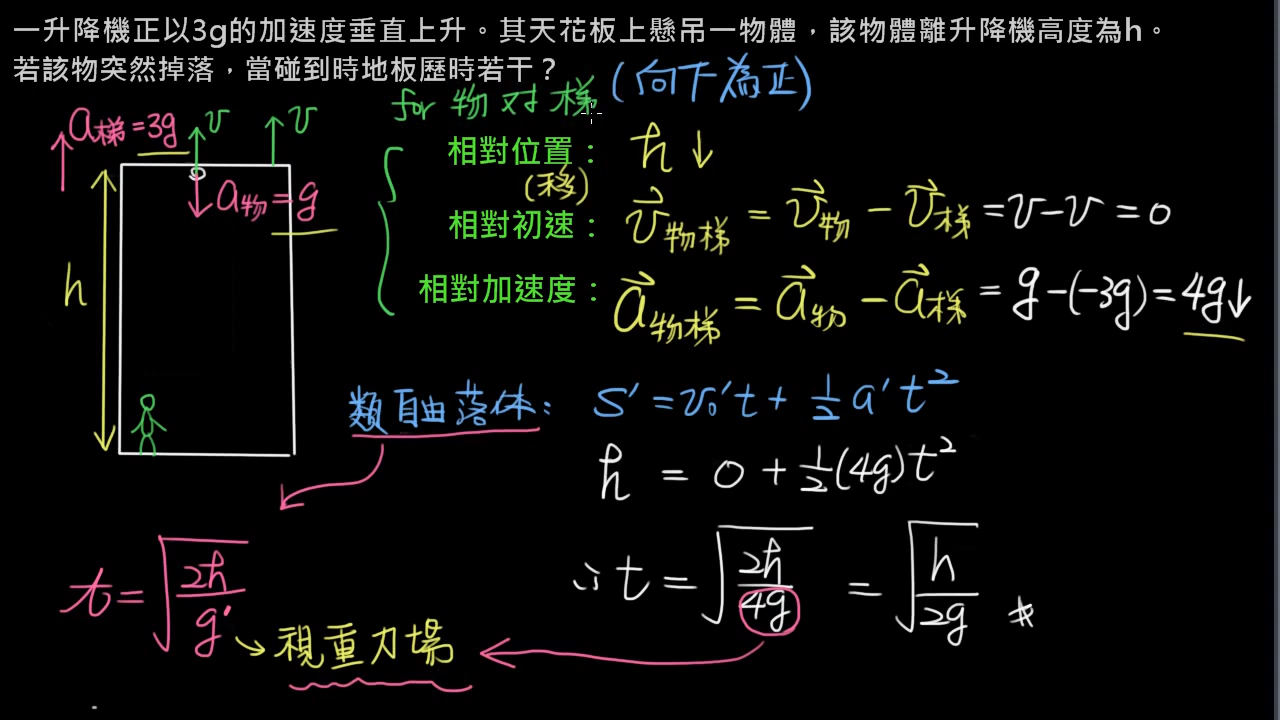 一升降機正以3g的加速度垂直上升。其天花板上懸吊一物體，該物體離升降機高度為h。
若該物突然掉落，當碰到時地板歷時若干？
for 物对梯 (向下為正)
a梯=3g v v
相對位置： h↓
(移)
a物=g
相對初速： v⃗物梯 = v⃗物 - v⃗梯 = v-v = 0
h
相對加速度： a⃗物梯 = a⃗物 - a⃗梯 = g-(-3g) = 4g↓
類自由落体： s' = v₀'t + ½a't²
h = 0 + ½(4g)t²
t = √(2h/g') → 視重力場
∴ t = √(2h/4g) = √(h/2g) *